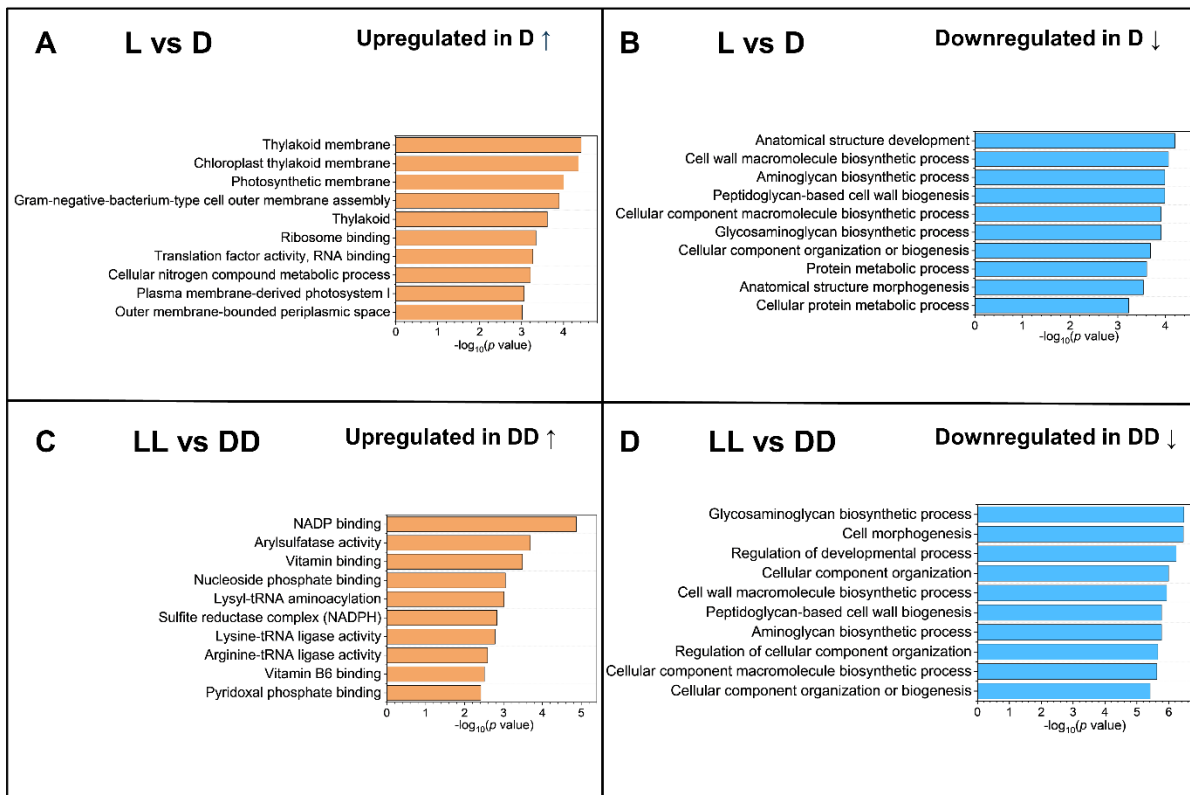 A L vs D Upregulated in D ↑
Thylakoid membrane
Chloroplast thylakoid membrane
Photosynthetic membrane
Gram-negative-bacterium-type cell outer membrane assembly
Thylakoid
Ribosome binding
Translation factor activity, RNA binding
Cellular nitrogen compound metabolic process
Plasma membrane-derived photosystem I
Outer membrane-bounded periplasmic space
0 1 2 3 4
-log10(p value)
B L vs D Downregulated in D ↓
Anatomical structure development
Cell wall macromolecule biosynthetic process
Aminoglycan biosynthetic process
Peptidoglycan-based cell wall biogenesis
Cellular component macromolecule biosynthetic process
Glycosaminoglycan biosynthetic process
Cellular component organization or biogenesis
Protein metabolic process
Anatomical structure morphogenesis
Cellular protein metabolic process
0 1 2 3 4
-log10(p value)
C LL vs DD Upregulated in DD ↑
NADP binding
Arylsulfatase activity
Vitamin binding
Nucleoside phosphate binding
Lysyl-tRNA aminoacylation
Sulfite reductase complex (NADPH)
Lysine-tRNA ligase activity
Arginine-tRNA ligase activity
Vitamin B6 binding
Pyridoxal phosphate binding
0 1 2 3 4 5
-log10(p value)
D LL vs DD Downregulated in DD ↓
Glycosaminoglycan biosynthetic process
Cell morphogenesis
Regulation of developmental process
Cellular component organization
Cell wall macromolecule biosynthetic process
Peptidoglycan-based cell wall biogenesis
Aminoglycan biosynthetic process
Regulation of cellular component organization
Cellular component macromolecule biosynthetic process
Cellular component organization or biogenesis
0 1 2 3 4 5 6
-log10(p value)